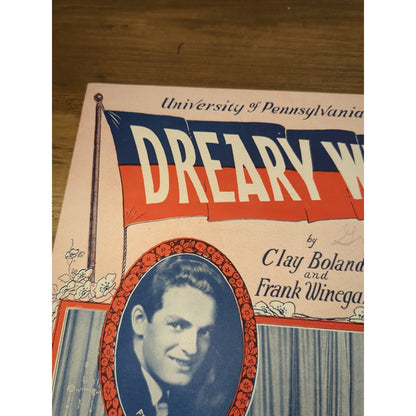 University of Pennsylvania
DREARY W
by
Clay Boland
and
Frank Winegar